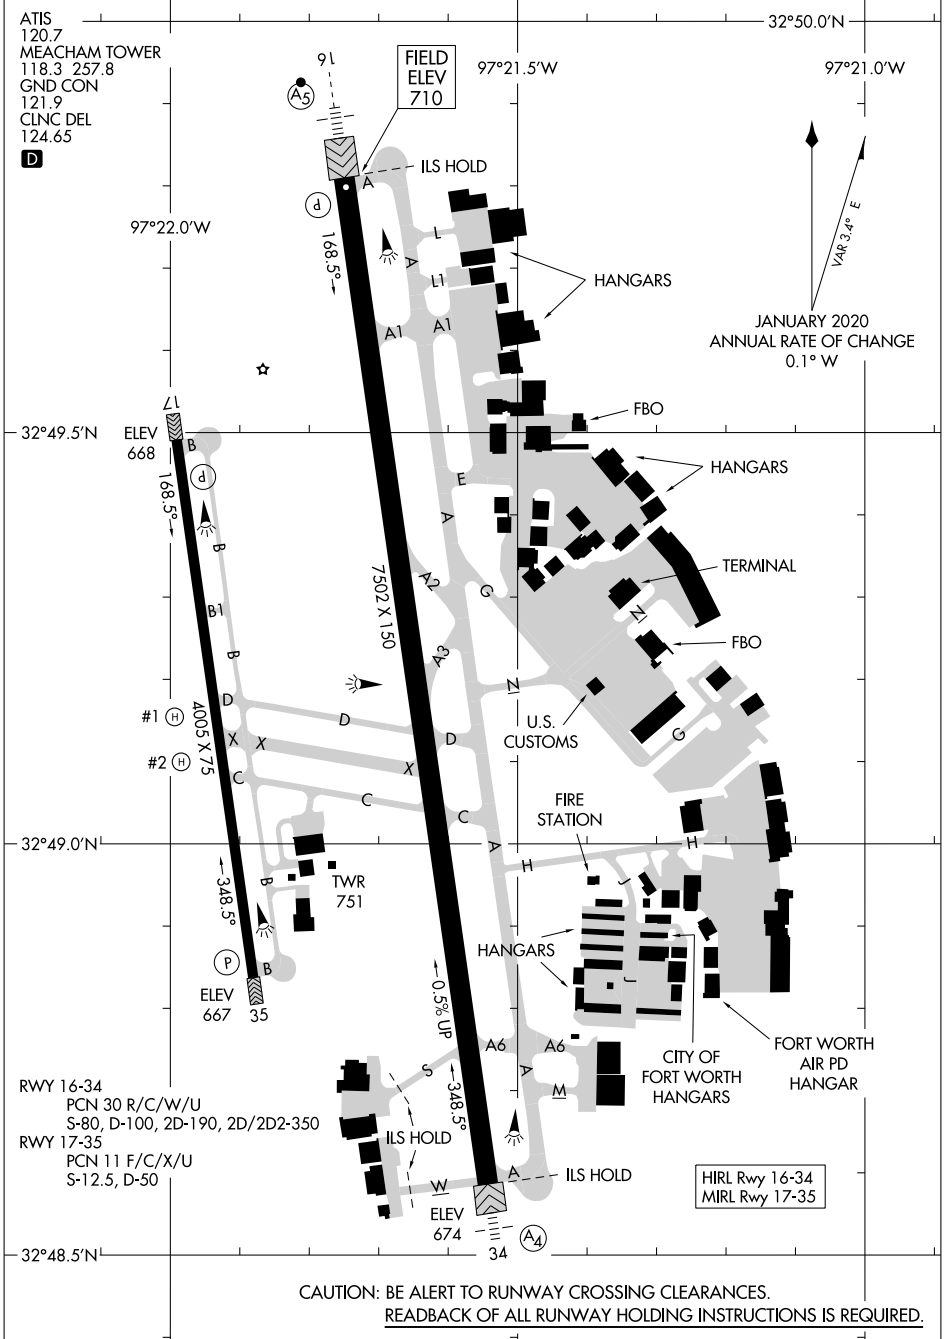 ATIS
120.7
MEACHAM TOWER
118.3 257.8
GND CON
121.9
CLNC DEL
124.65
D
16
A5
FIELD
ELEV
710
97°21.5'W
32°50.0'N
97°21.0'W
ILS HOLD
A
P
97°22.0'W
168.5°
L
A
L1
HANGARS
VAR 3.4° E
JANUARY 2020
ANNUAL RATE OF CHANGE
0.1° W
A1
A1
17
FBO
32°49.5'N
ELEV
668
B
P
HANGARS
168.5°
E
A
B
7502 X 150
A2
G
TERMINAL
B1
N
B
A3
FBO
N
D
#1 H
4005 X 75
D
D
U.S.
CUSTOMS
G
X
X
#2 H
X
C
C
C
FIRE
STATION
32°49.0'N
A
H
H
TWR
751
348.5°
B
J
HANGARS
P
B
J
ELEV
667
35
0.5% UP
A6
A6
S
A
M
348.5°
CITY OF
FORT WORTH
HANGARS
FORT WORTH
AIR PD
HANGAR
RWY 16-34
PCN 30 R/C/W/U
S-80, D-100, 2D-190, 2D/2D2-350
RWY 17-35
PCN 11 F/C/X/U
S-12.5, D-50
ILS HOLD
A
ILS HOLD
W
ELEV
674
34
A4
HIRL Rwy 16-34
MIRL Rwy 17-35
32°48.5'N
CAUTION: BE ALERT TO RUNWAY CROSSING CLEARANCES.
READBACK OF ALL RUNWAY HOLDING INSTRUCTIONS IS REQUIRED.